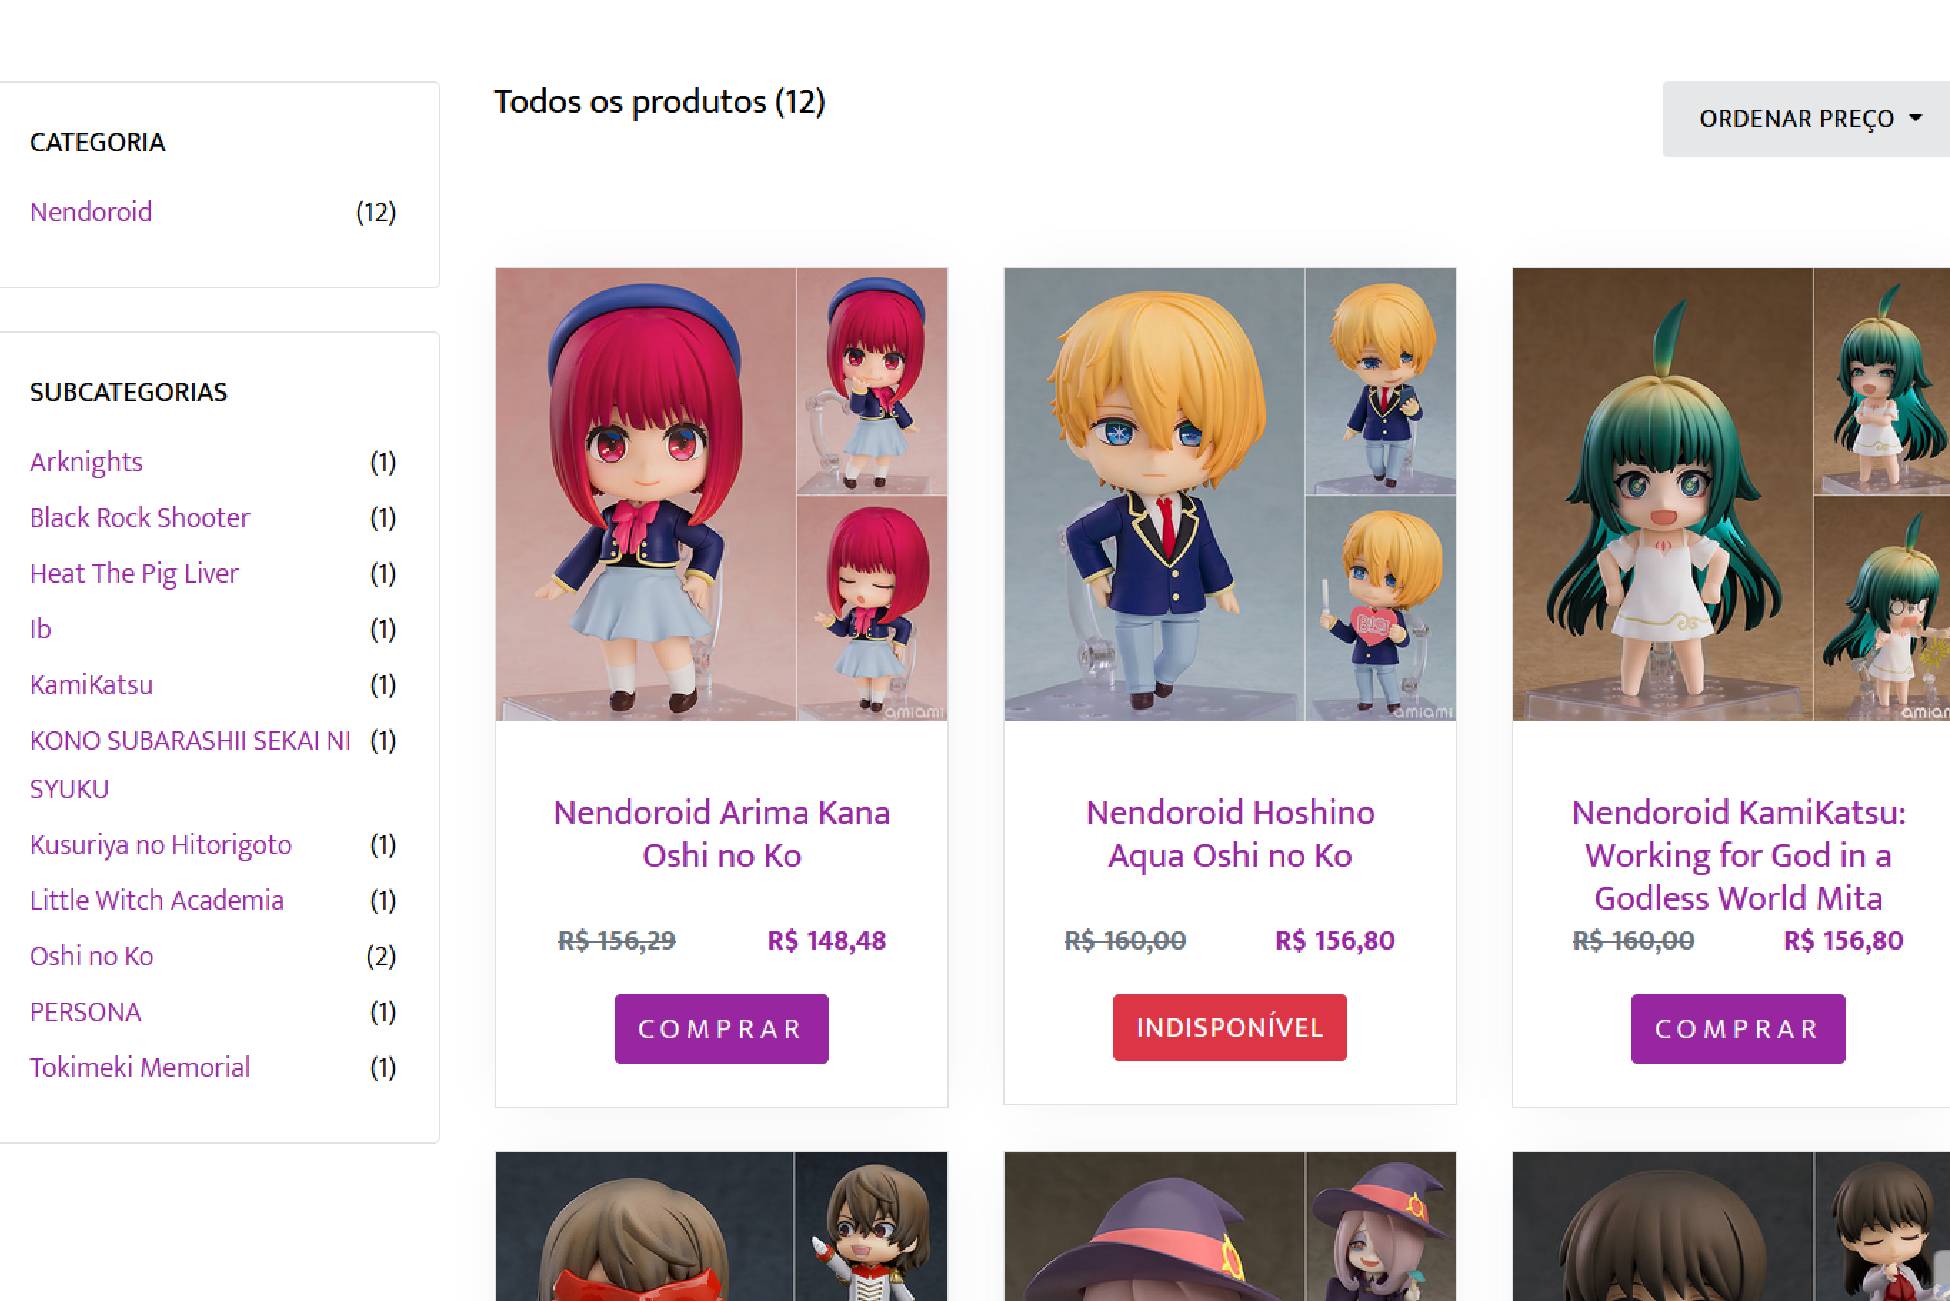 Todos os produtos (12)
ORDENAR PREÇO
CATEGORIA
Nendoroid (12)
SUBCATEGORIAS
Arknights (1)
Black Rock Shooter (1)
Heat The Pig Liver (1)
Ib (1)
KamiKatsu (1)
KONO SUBARASHII SEKAI NI (1)
SYUKU
Kusuriya no Hitorigoto (1)
Little Witch Academia (1)
Oshi no Ko (2)
PERSONA (1)
Tokimeki Memorial (1)
amiami
Nendoroid Arima Kana
Oshi no Ko
R$ 156,29 R$ 148,48
COMPRAR
amiami
Nendoroid Hoshino
Aqua Oshi no Ko
R$ 160,00 R$ 156,80
INDISPONÍVEL
Nendoroid KamiKatsu:
Working for God in a
Godless World Mita
R$ 160,00 R$ 156,80
COMPRAR